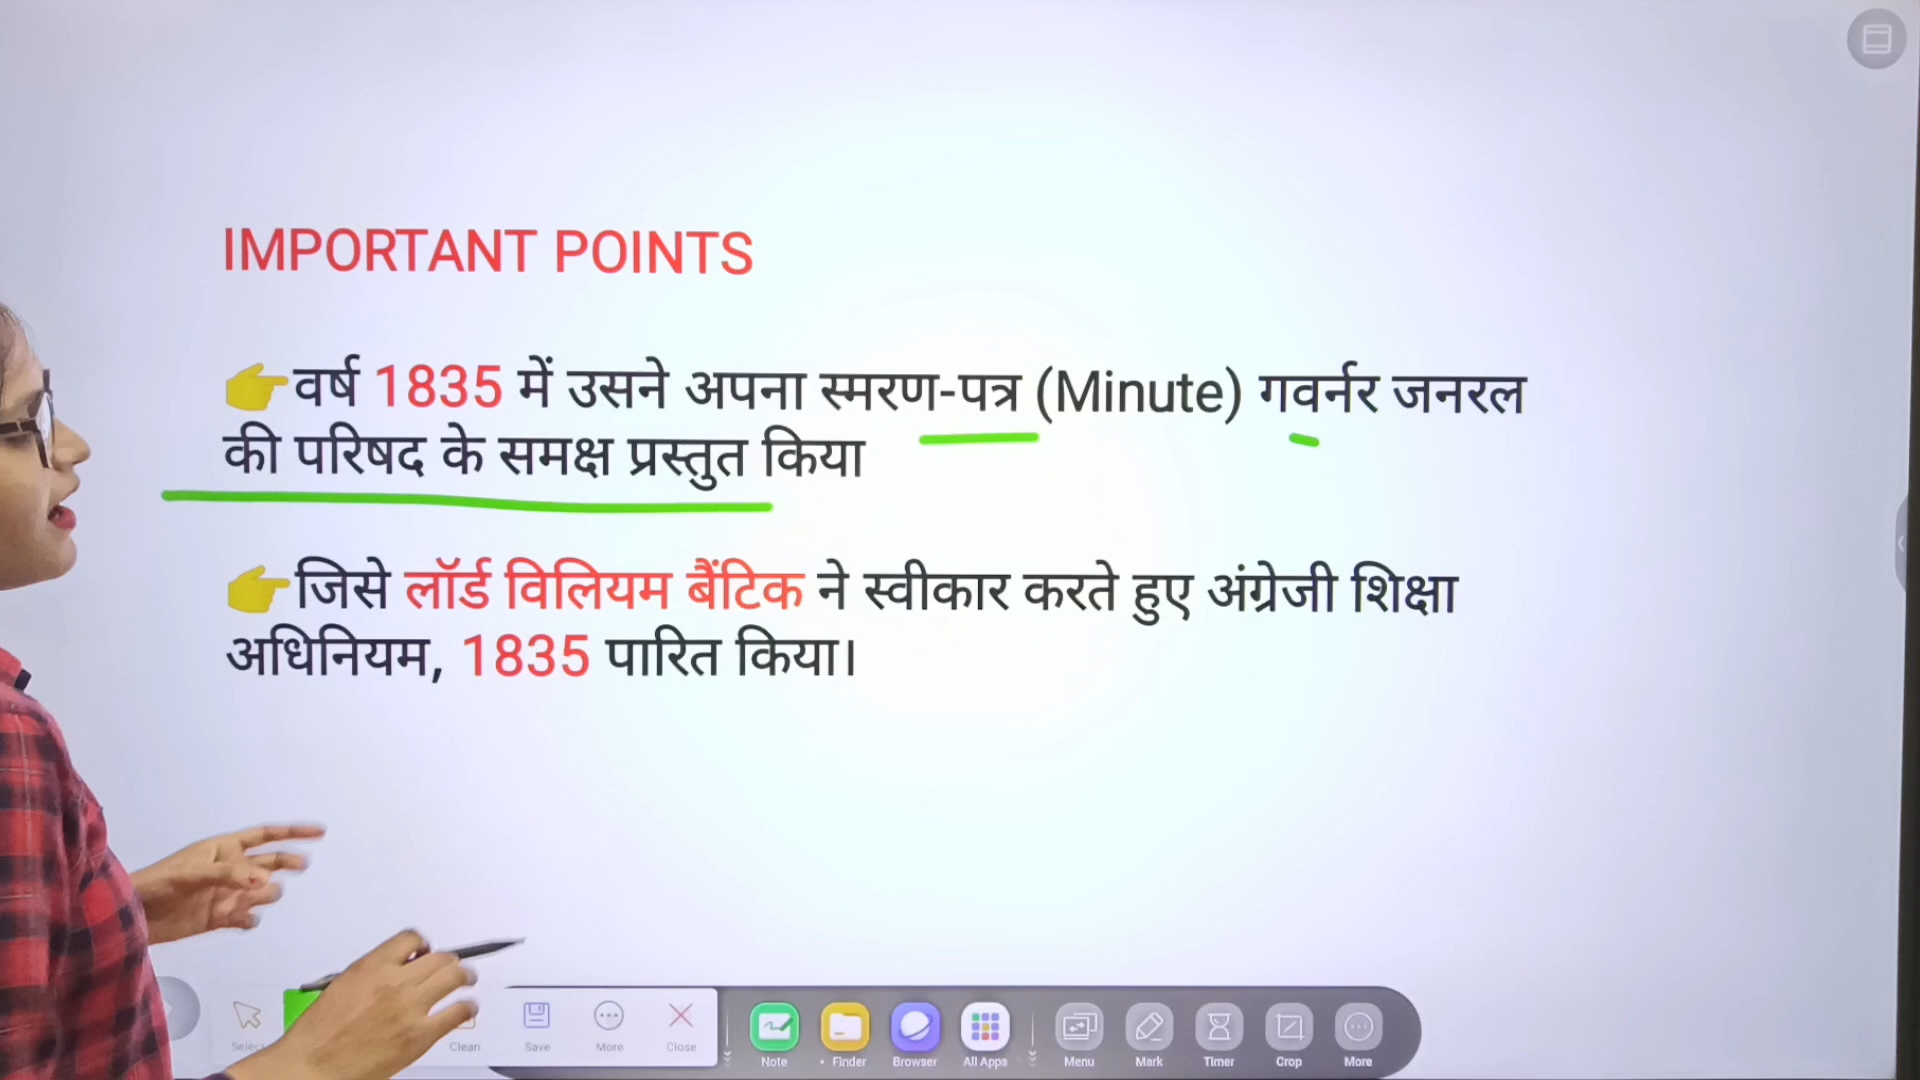 IMPORTANT POINTS
👉वर्ष 1835 में उसने अपना स्मरण-पत्र (Minute) गवर्नर जनरल
की परिषद के समक्ष प्रस्तुत किया
👉जिसे लॉर्ड विलियम बैंटिक ने स्वीकार करते हुए अंग्रेजी शिक्षा
अधिनियम, 1835 पारित किया।
Select Clean Save More Close Note Finder Browser All Apps Menu Mark Timer Crop More